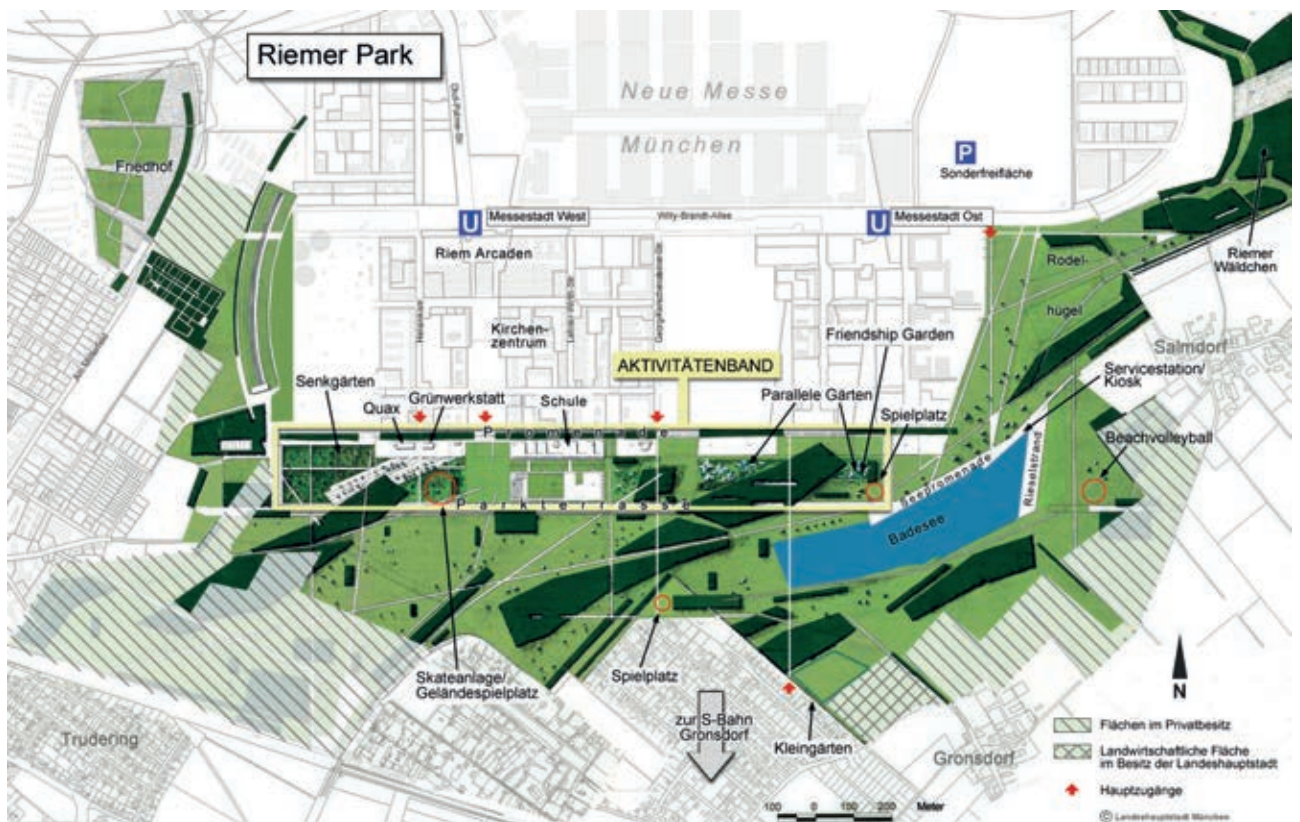 Riemer Park
Neue Messe
München
P
Sonderfreifläche
Friedhof
U
Messestadt West
Willy-Brandt-Allee
U
Messestadt Ost
Riem Arcaden
Rodel-
hügel
Riemer
Wäldchen
Kirchen-
zentrum
Friendship Garden
Salmdorf
AKTIVITÄTENBAND
Servicestation/
Kiosk
Senkgärten
Grünwerkstatt
Quax
Schule
Parallele Gärten
Spielplatz
Beachvolleyball
Promenade
Parkterrasse
Seepromenade
Rieselstrand
Badesee
Skateanlage/
Geländespielplatz
Spielplatz
zur S-Bahn
Gronsdorf
Kleingärten
Trudering
Gronsdorf
N
Flächen im Privatbesitz
Landwirtschaftliche Fläche
im Besitz der Landeshauptstadt
Hauptzugänge
100 0 100 200 Meter
© Landeshauptstadt München